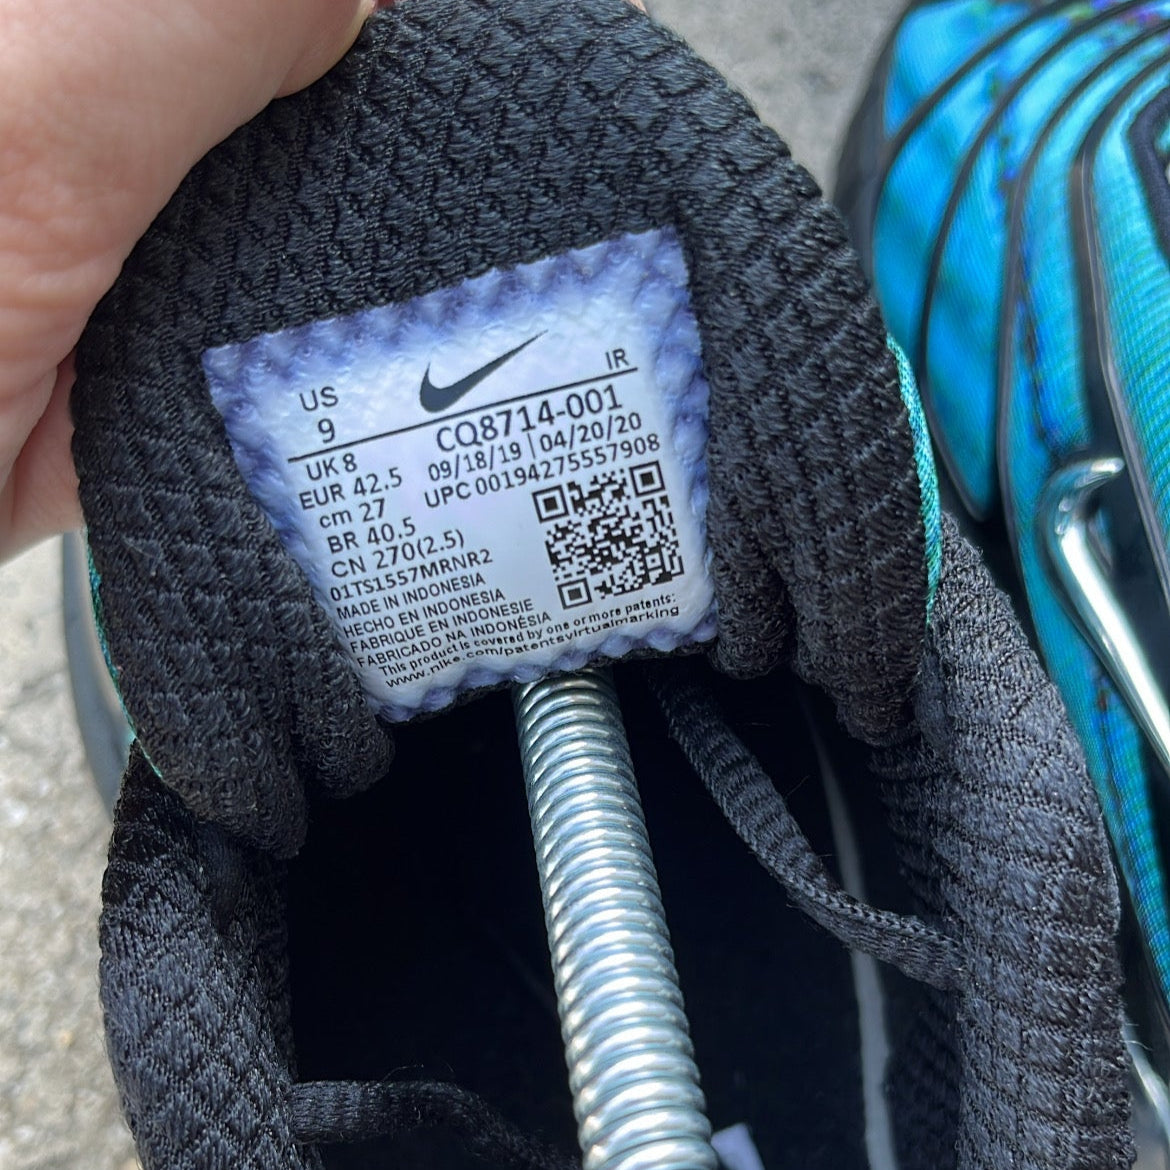 US
9
IR
CQ8714-001
UK 8
09/18/19 | 04/20/20
EUR 42.5
UPC 00194275557908
cm 27
BR 40.5
CN 270(2.5)
01TS1557MRNR2
MADE IN INDONESIA
HECHO EN INDONESIA
FABRIQUE EN INDONESIE
FABRICADO NA INDONÉSIA
This product is covered by one or more patents:
www.nike.com/patentsvirtualmarking